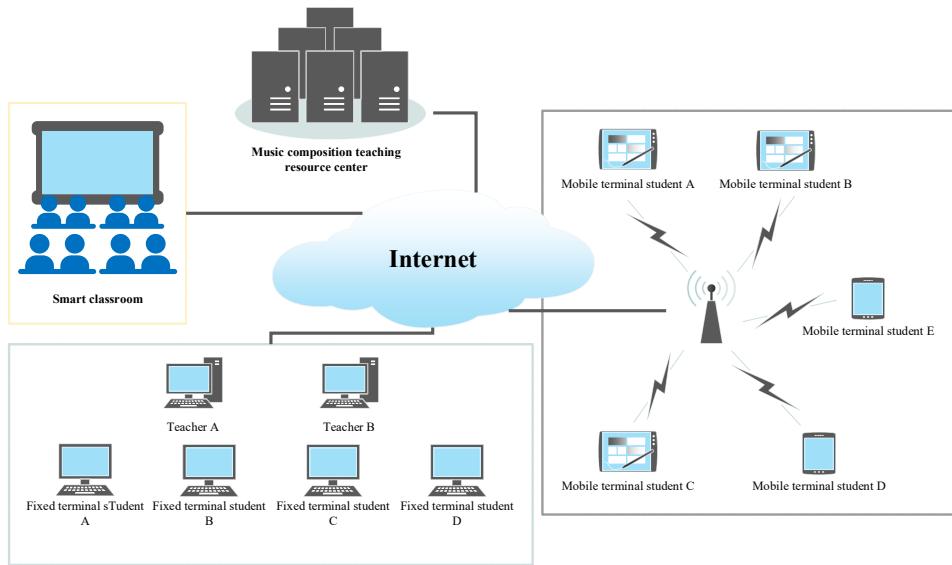 Music composition teaching
resource center
Mobile terminal student A
Mobile terminal student B
Internet
Smart classroom
Mobile terminal student E
Teacher A
Teacher B
Mobile terminal student C
Mobile terminal student D
Fixed terminal sTudent
A
Fixed terminal student
B
Fixed terminal student
C
Fixed terminal student
D